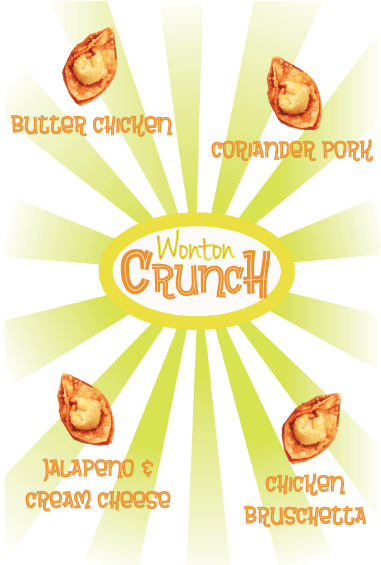 BUTTER CHICKEN
CORIANDER PORK
Wonton
CRUNCH
JALAPENO &
CREAM CHEESE
CHICKEN
BRUSCHETTA